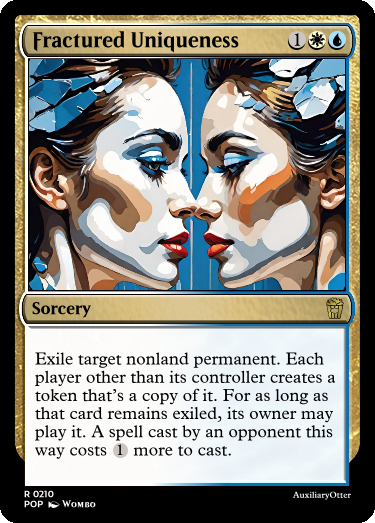 Fractured Uniqueness 1
Sorcery
Exile target nonland permanent. Each
player other than its controller creates a
token that's a copy of it. For as long as
that card remains exiled, its owner may
play it. A spell cast by an opponent this
way costs 1 more to cast.
R 0210
POP Wombo
AuxiliaryOtter